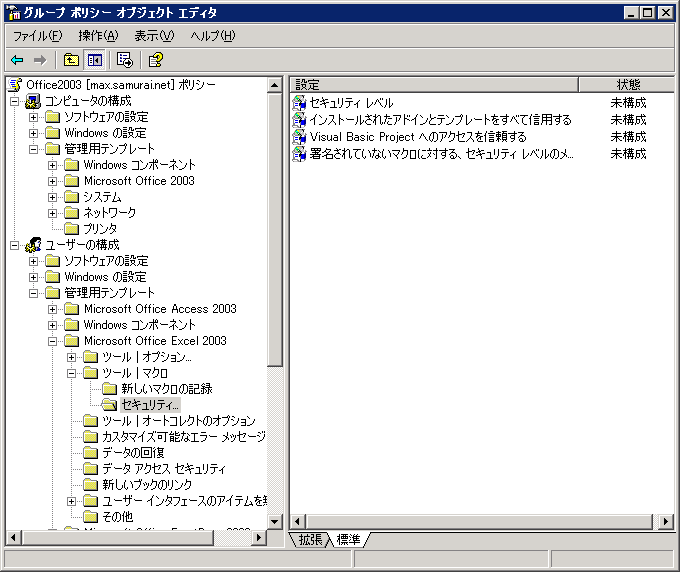 グループ ポリシー オブジェクト エディタ
ファイル(F) 操作(A) 表示(V) ヘルプ(H)
Office2003 [max.samurai.net] ポリシー
コンピュータの構成
ソフトウェアの設定
Windows の設定
管理用テンプレート
Windows コンポーネント
Microsoft Office 2003
システム
ネットワーク
プリンタ
ユーザーの構成
ソフトウェアの設定
Windows の設定
管理用テンプレート
Microsoft Office Access 2003
Windows コンポーネント
Microsoft Office Excel 2003
ツール | オプション...
ツール | マクロ
新しいマクロの記録
セキュリティ...
ツール | オートコレクトのオプション
カスタマイズ可能なエラー メッセージ
データの回復
データ アクセス セキュリティ
新しいブックのリンク
ユーザー インタフェースのアイテムを
その他
設定 状態
セキュリティ レベル 未構成
インストールされたアドインとテンプレートをすべて信用する 未構成
Visual Basic Project へのアクセスを信頼する 未構成
署名されていないマクロに対する、セキュリティ レベルのメ... 未構成
拡張 標準